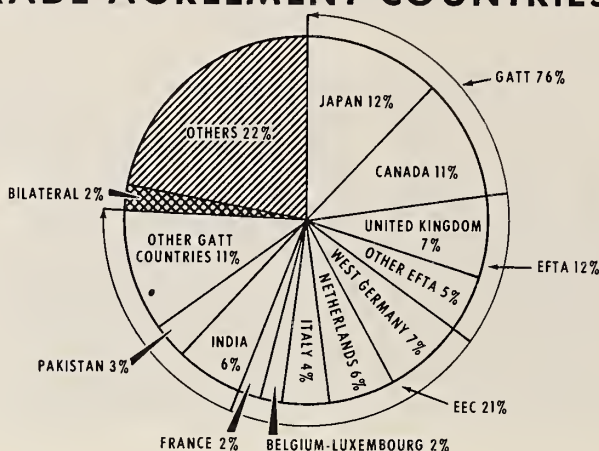 TRADE AGREEMENT COUNTRIES
GATT 76%
JAPAN 12%
CANADA 11%
UNITED KINGDOM
7%
OTHER EFTA 5%
EFTA 12%
WEST GERMANY 7%
NETHERLANDS 6%
EEC 21%
ITALY 4%
BELGIUM-LUXEMBOURG 2%
FRANCE 2%
INDIA
6%
PAKISTAN 3%
OTHER GATT
COUNTRIES 11%
BILATERAL 2%
OTHERS 22%